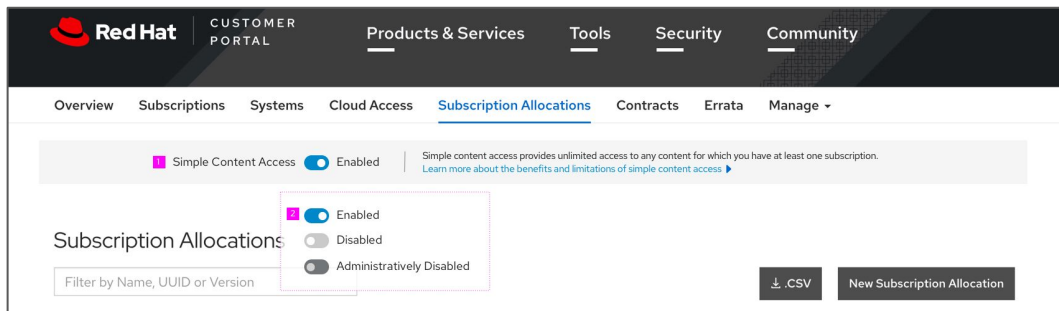 Red Hat
CUSTOMER
PORTAL
Products & Services Tools Security Community
Overview Subscriptions Systems Cloud Access Subscription Allocations Contracts Errata Manage
1 Simple Content Access Enabled
Simple content access provides unlimited access to any content for which you have at least one subscription.
Learn more about the benefits and limitations of simple content access
2 Enabled
Subscription Allocations
Disabled
Administratively Disabled
Filter by Name, UUID or Version
.CSV New Subscription Allocation